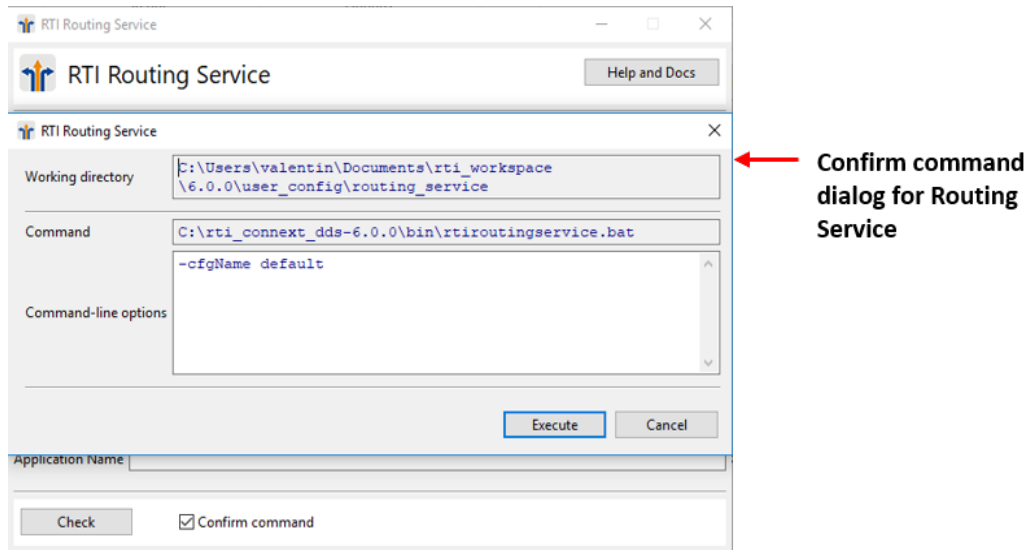 RTI Routing Service
RTI Routing Service
Help and Docs
RTI Routing Service
Working directory
C:\Users\valentin\Documents\rti_workspace
\6.0.0\user_config\routing_service
Command
C:\rti_connext_dds-6.0.0\bin\rtiroutingservice.bat
Command-line options
-cfgName default
Execute
Cancel
Application Name
Check
Confirm command
Confirm command
dialog for Routing
Service